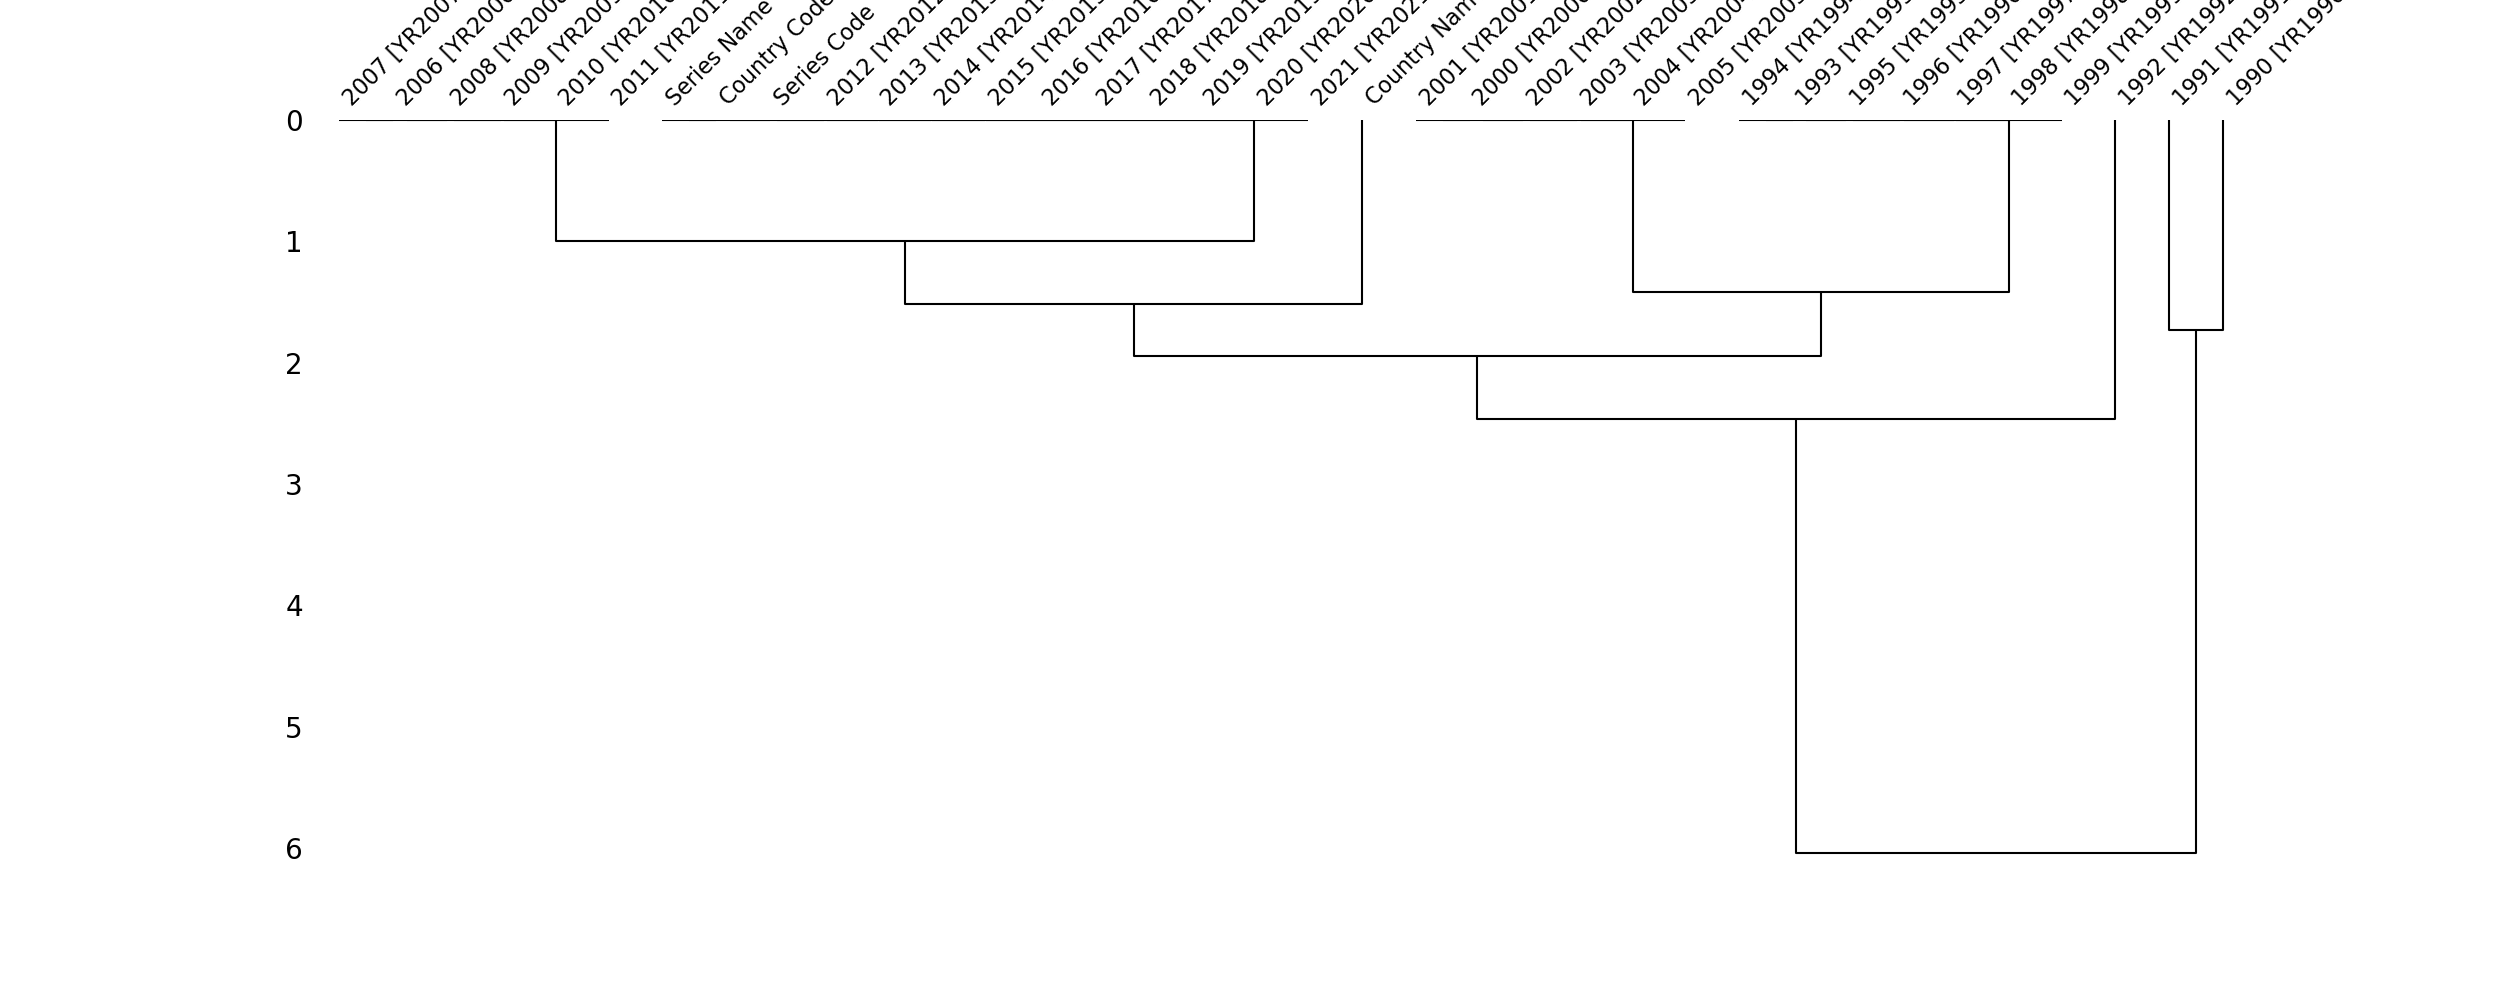 2007 [YR2007
2006 [YR2006
2008 [YR2008
2009 [YR2009
2010 [YR2010
2011 [YR2011
Series Name
Country Code
Series Code
2012 [YR2012
2013 [YR2013
2014 [YR2014
2015 [YR2015
2016 [YR2016
2017 [YR2017
2018 [YR2018
2019 [YR2019
2020 [YR2020
2021 [YR2021
Country Nam
2001 [YR2001
2000 [YR2000
2002 [YR2002
2003 [YR2003
2004 [YR2004
2005 [YR2005
1994 [YR1994
1993 [YR1993
1995 [YR1995
1996 [YR1996
1997 [YR1997
1998 [YR1998
1999 [YR1999
1992 [YR1992
1991 [YR1991
1990 [YR1990
0
1
2
3
4
5
6